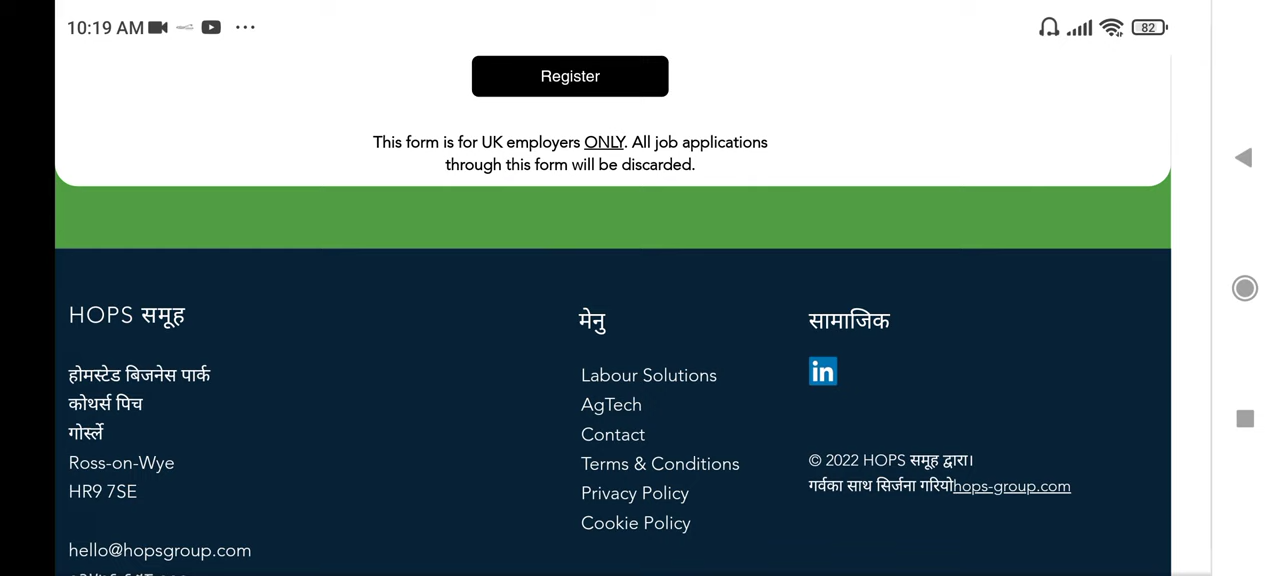 10:19 AM
82
Register
This form is for UK employers ONLY. All job applications
through this form will be discarded.
HOPS समूह
होमस्टेड बिजनेस पार्क
कोथर्स पिच
गोर्स्ले
Ross-on-Wye
HR9 7SE
hello@hopsgroup.com
मेनु
Labour Solutions
AgTech
Contact
Terms & Conditions
Privacy Policy
Cookie Policy
सामाजिक
in
© 2022 HOPS समूह द्वारा।
गर्वका साथ सिर्जना गरियोhops-group.com